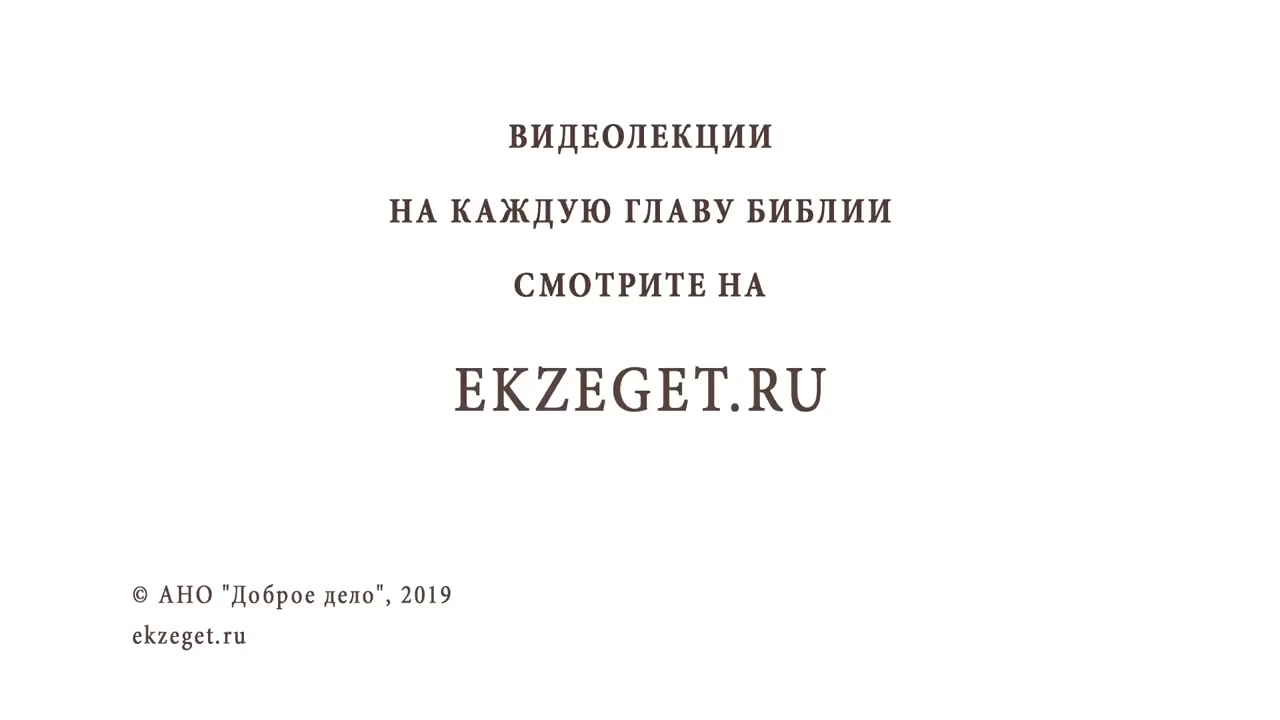 ВИДЕОЛЕКЦИИ
НА КАЖДУЮ ГЛАВУ БИБЛИИ
СМОТРИТЕ НА
EKZEGET.RU
© АНО "Доброе дело", 2019
ekzeget.ru